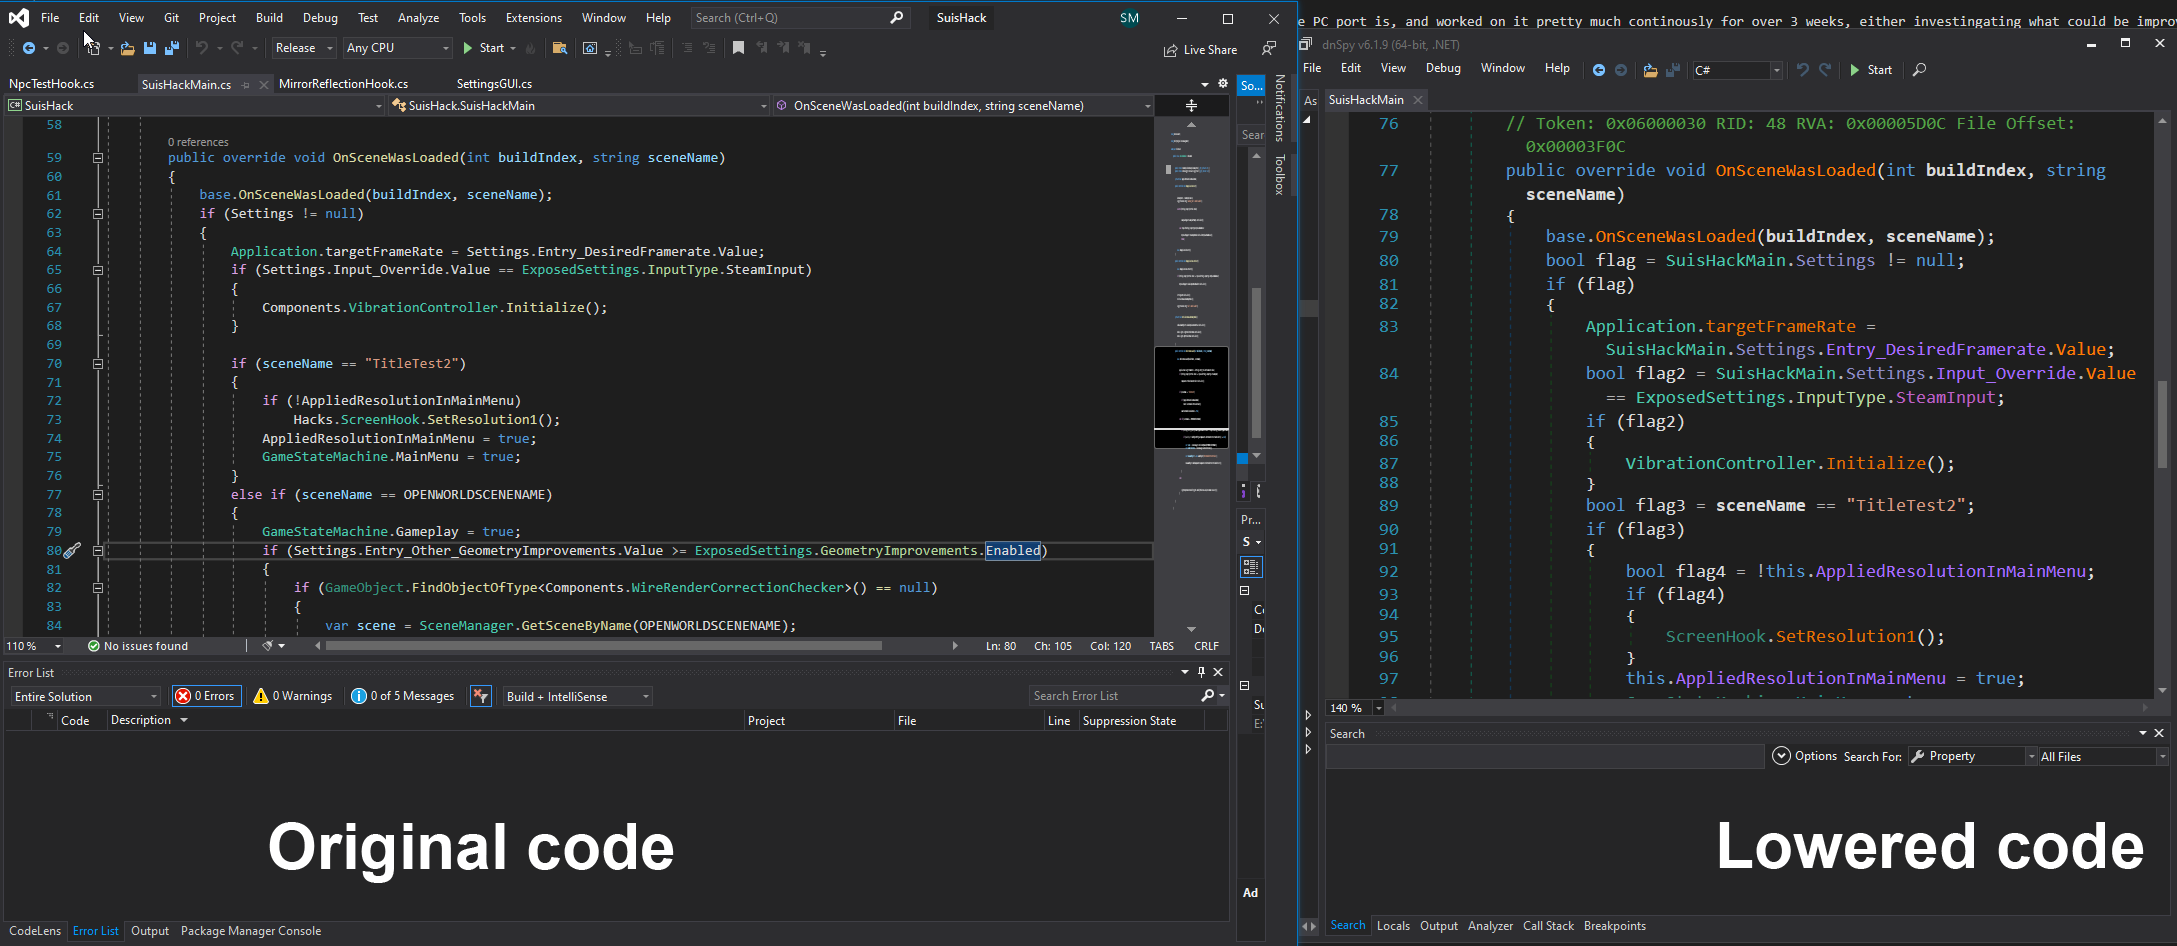 File Edit View Git Project Build Debug Test Analyze Tools Extensions Window Help Search (Ctrl+Q) SuisHack SM
Release Any CPU Start Live Share
NpcTestHook.cs SuisHackMain.cs MirrorReflectionHook.cs SettingsGUI.cs
SuisHack SuisHack.SuisHackMain OnSceneWasLoaded(int buildIndex, string sceneName)
58
0 references
59 public override void OnSceneWasLoaded(int buildIndex, string sceneName)
60 {
61 base.OnSceneWasLoaded(buildIndex, sceneName);
62 if (Settings != null)
63 {
64 Application.targetFrameRate = Settings.Entry_DesiredFramerate.Value;
65 if (Settings.Input_Override.Value == ExposedSettings.InputType.SteamInput)
66 {
67 Components.VibrationController.Initialize();
68 }
69
70 if (sceneName == "TitleTest2")
71 {
72 if (!AppliedResolutionInMainMenu)
73 Hacks.ScreenHook.SetResolution1();
74 AppliedResolutionInMainMenu = true;
75 GameStateMachine.MainMenu = true;
76 }
77 else if (sceneName == OPENWORLDSCENENAME)
78 {
79 GameStateMachine.Gameplay = true;
80 if (Settings.Entry_Other_GeometryImprovements.Value >= ExposedSettings.GeometryImprovements.Enabled)
81 {
82 if (GameObject.FindObjectOfType<Components.WireRenderCorrectionChecker>() == null)
83 {
84 var scene = SceneManager.GetSceneByName(OPENWORLDSCENENAME);
110 % No issues found Ln: 80 Ch: 105 Col: 120 TABS CRLF
Error List
Entire Solution 0 Errors 0 Warnings 0 of 5 Messages Build + IntelliSense Search Error List
Code Description Project File Line Suppression State
Original code
CodeLens Error List Output Package Manager Console
So...
Sear
Notifications
Toolbox
Pr...
S
Ad
e PC port is, and worked on it pretty much continously for over 3 weeks, either investingating what could be improv
dnSpy v6.1.9 (64-bit, .NET)
File Edit View Debug Window Help C# Start
As SuisHackMain
76 // Token: 0x06000030 RID: 48 RVA: 0x00005D0C File Offset:
0x00003F0C
77 public override void OnSceneWasLoaded(int buildIndex, string
sceneName)
78 {
79 base.OnSceneWasLoaded(buildIndex, sceneName);
80 bool flag = SuisHackMain.Settings != null;
81 if (flag)
82 {
83 Application.targetFrameRate =
SuisHackMain.Settings.Entry_DesiredFramerate.Value;
84 bool flag2 = SuisHackMain.Settings.Input_Override.Value
== ExposedSettings.InputType.SteamInput;
85 if (flag2)
86 {
87 VibrationController.Initialize();
88 }
89 bool flag3 = sceneName == "TitleTest2";
90 if (flag3)
91 {
92 bool flag4 = !this.AppliedResolutionInMainMenu;
93 if (flag4)
94 {
95 ScreenHook.SetResolution1();
96 }
97 this.AppliedResolutionInMainMenu = true;
140 %
Search
Options Search For: Property All Files
Lowered code
Search Locals Output Analyzer Call Stack Breakpoints